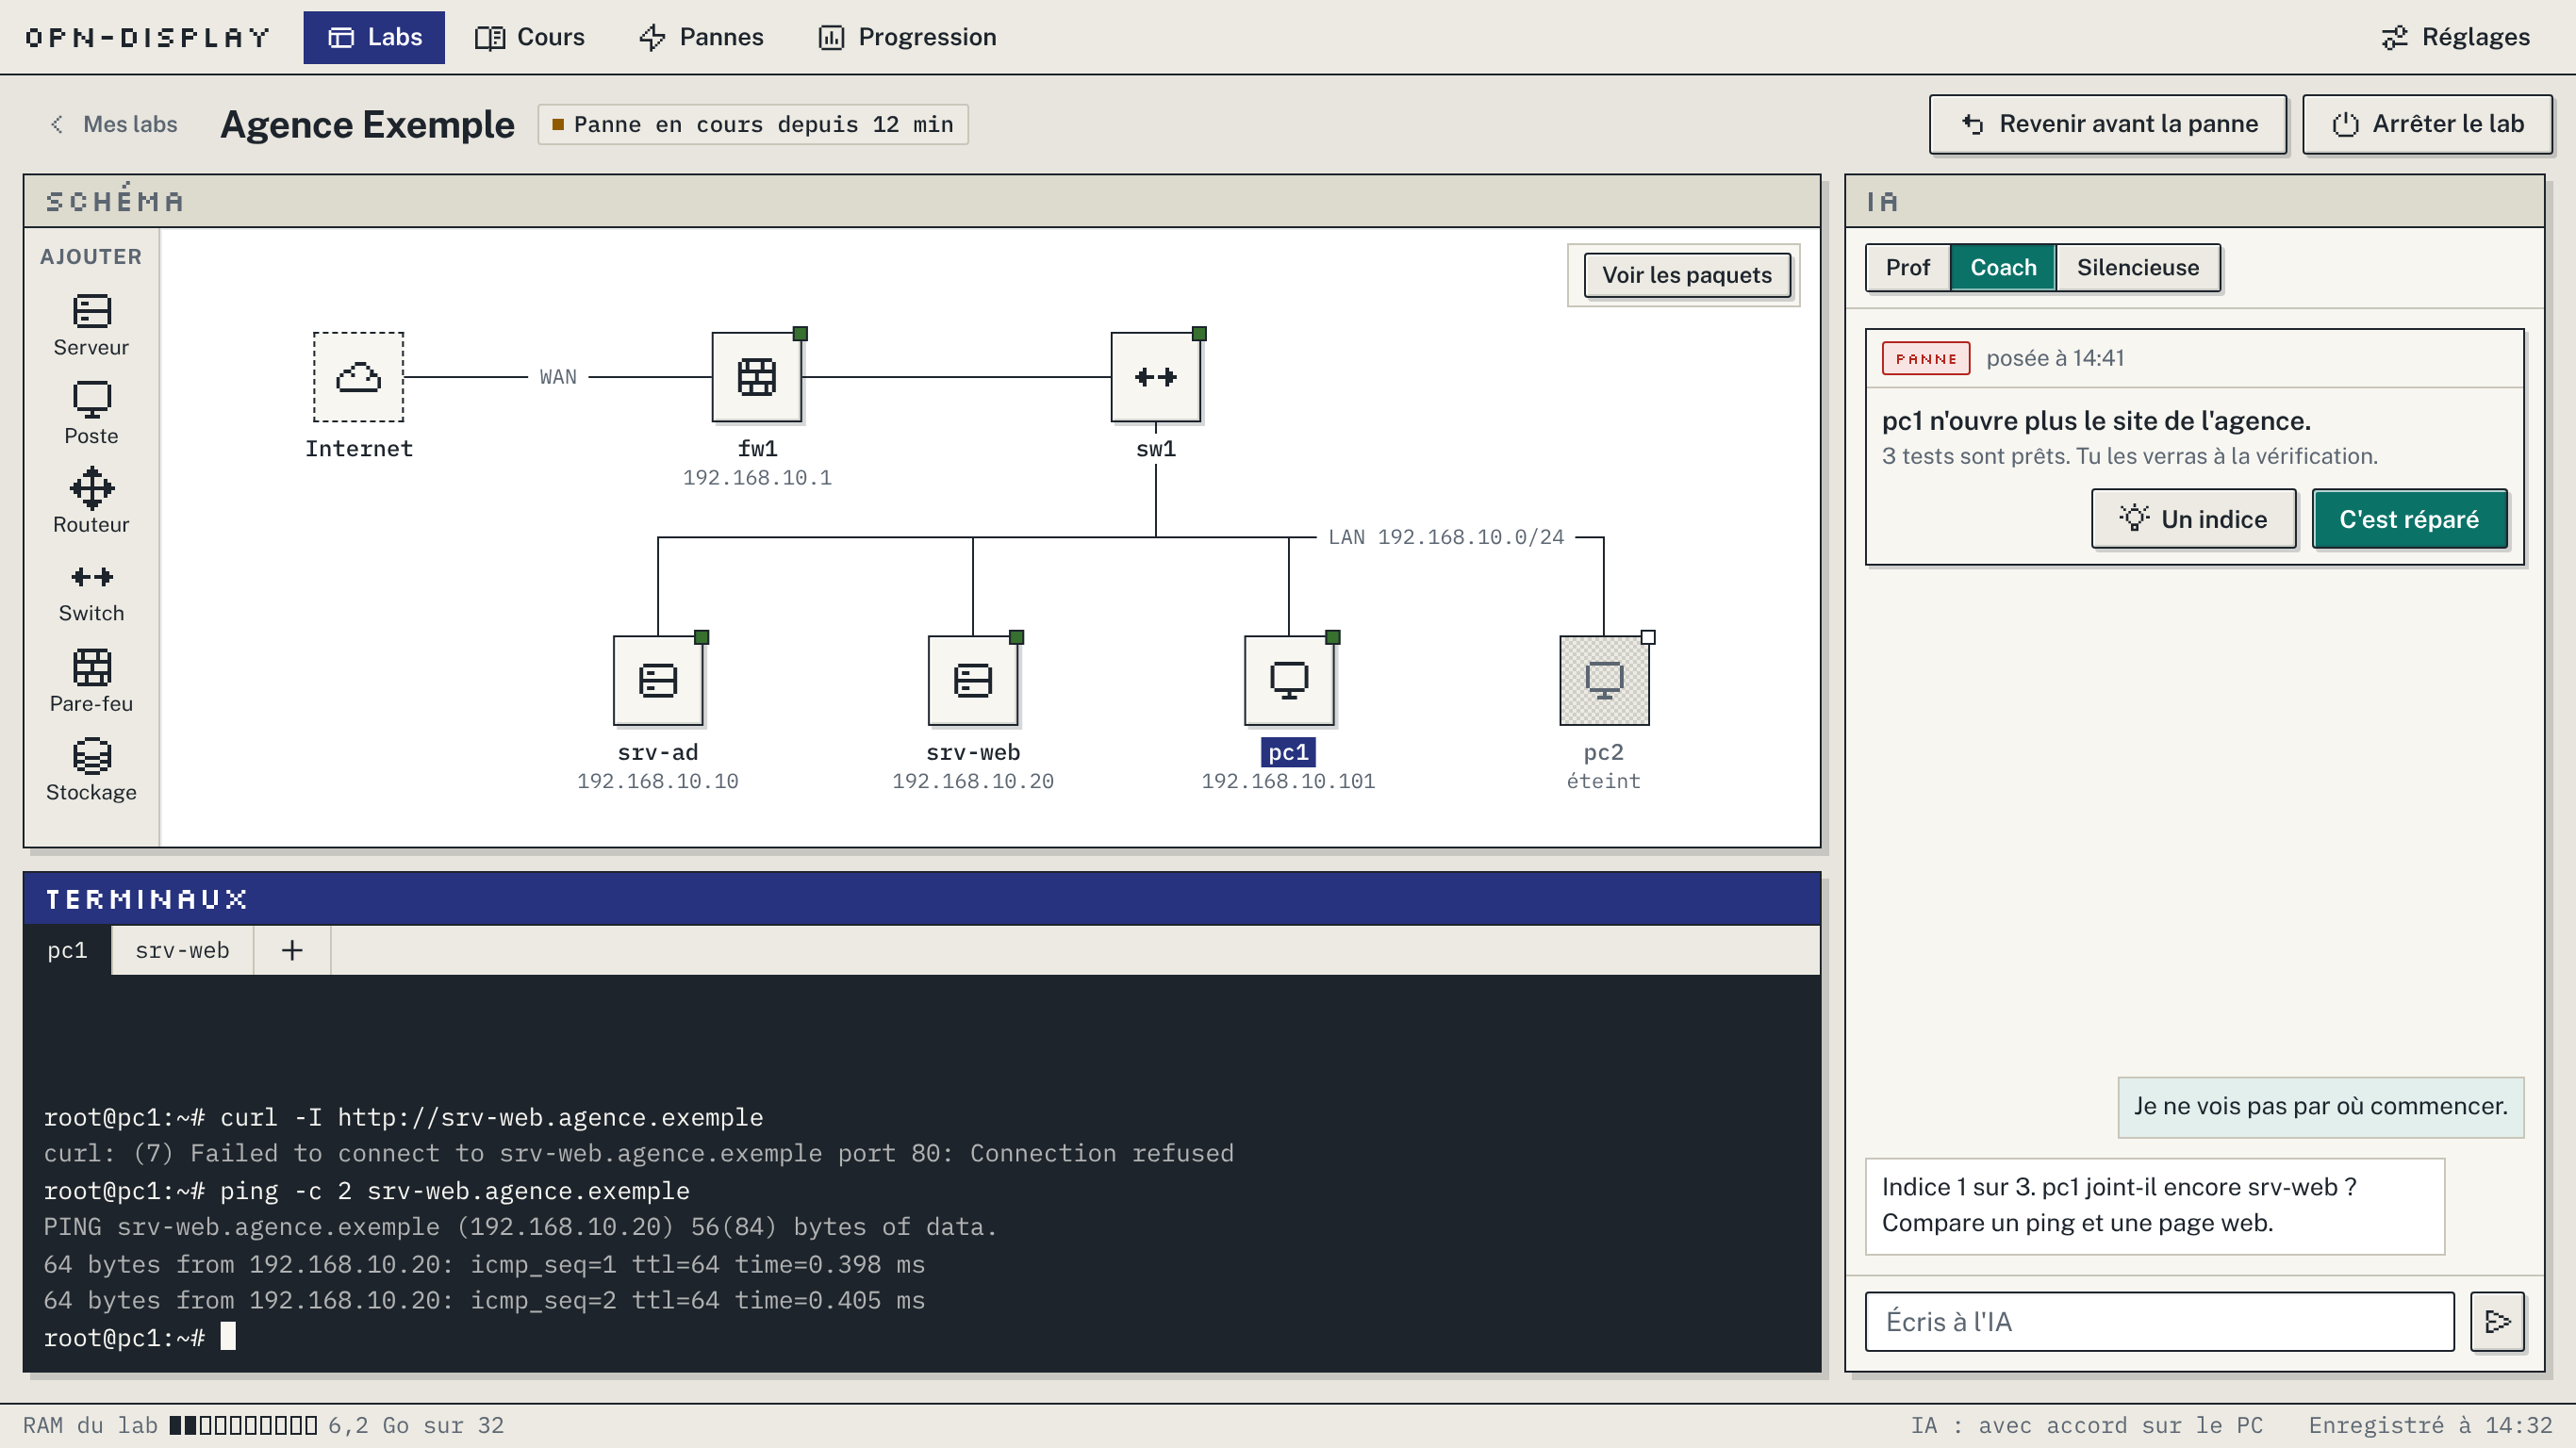 OPN-DISPLAY
Labs
Cours
Pannes
Progression
Réglages
Mes labs
Agence Exemple
Panne en cours depuis 12 min
Revenir avant la panne
Arrêter le lab
SCHÉMA
AJOUTER
Serveur
Poste
Routeur
Switch
Pare-feu
Stockage
Voir les paquets
WAN
Internet
fw1
192.168.10.1
sw1
LAN 192.168.10.0/24
srv-ad
192.168.10.10
srv-web
192.168.10.20
pc1
192.168.10.101
pc2
éteint
TERMINAUX
pc1
srv-web
+
root@pc1:~# curl -I http://srv-web.agence.exemple
curl: (7) Failed to connect to srv-web.agence.exemple port 80: Connection refused
root@pc1:~# ping -c 2 srv-web.agence.exemple
PING srv-web.agence.exemple (192.168.10.20) 56(84) bytes of data.
64 bytes from 192.168.10.20: icmp_seq=1 ttl=64 time=0.398 ms
64 bytes from 192.168.10.20: icmp_seq=2 ttl=64 time=0.405 ms
root@pc1:~#
IA
Prof
Coach
Silencieuse
PANNE
posée à 14:41
pc1 n'ouvre plus le site de l'agence.
3 tests sont prêts. Tu les verras à la vérification.
Un indice
C'est réparé
Je ne vois pas par où commencer.
Indice 1 sur 3. pc1 joint-il encore srv-web ?
Compare un ping et une page web.
Écris à l'IA
RAM du lab
6,2 Go sur 32
IA : avec accord sur le PC
Enregistré à 14:32